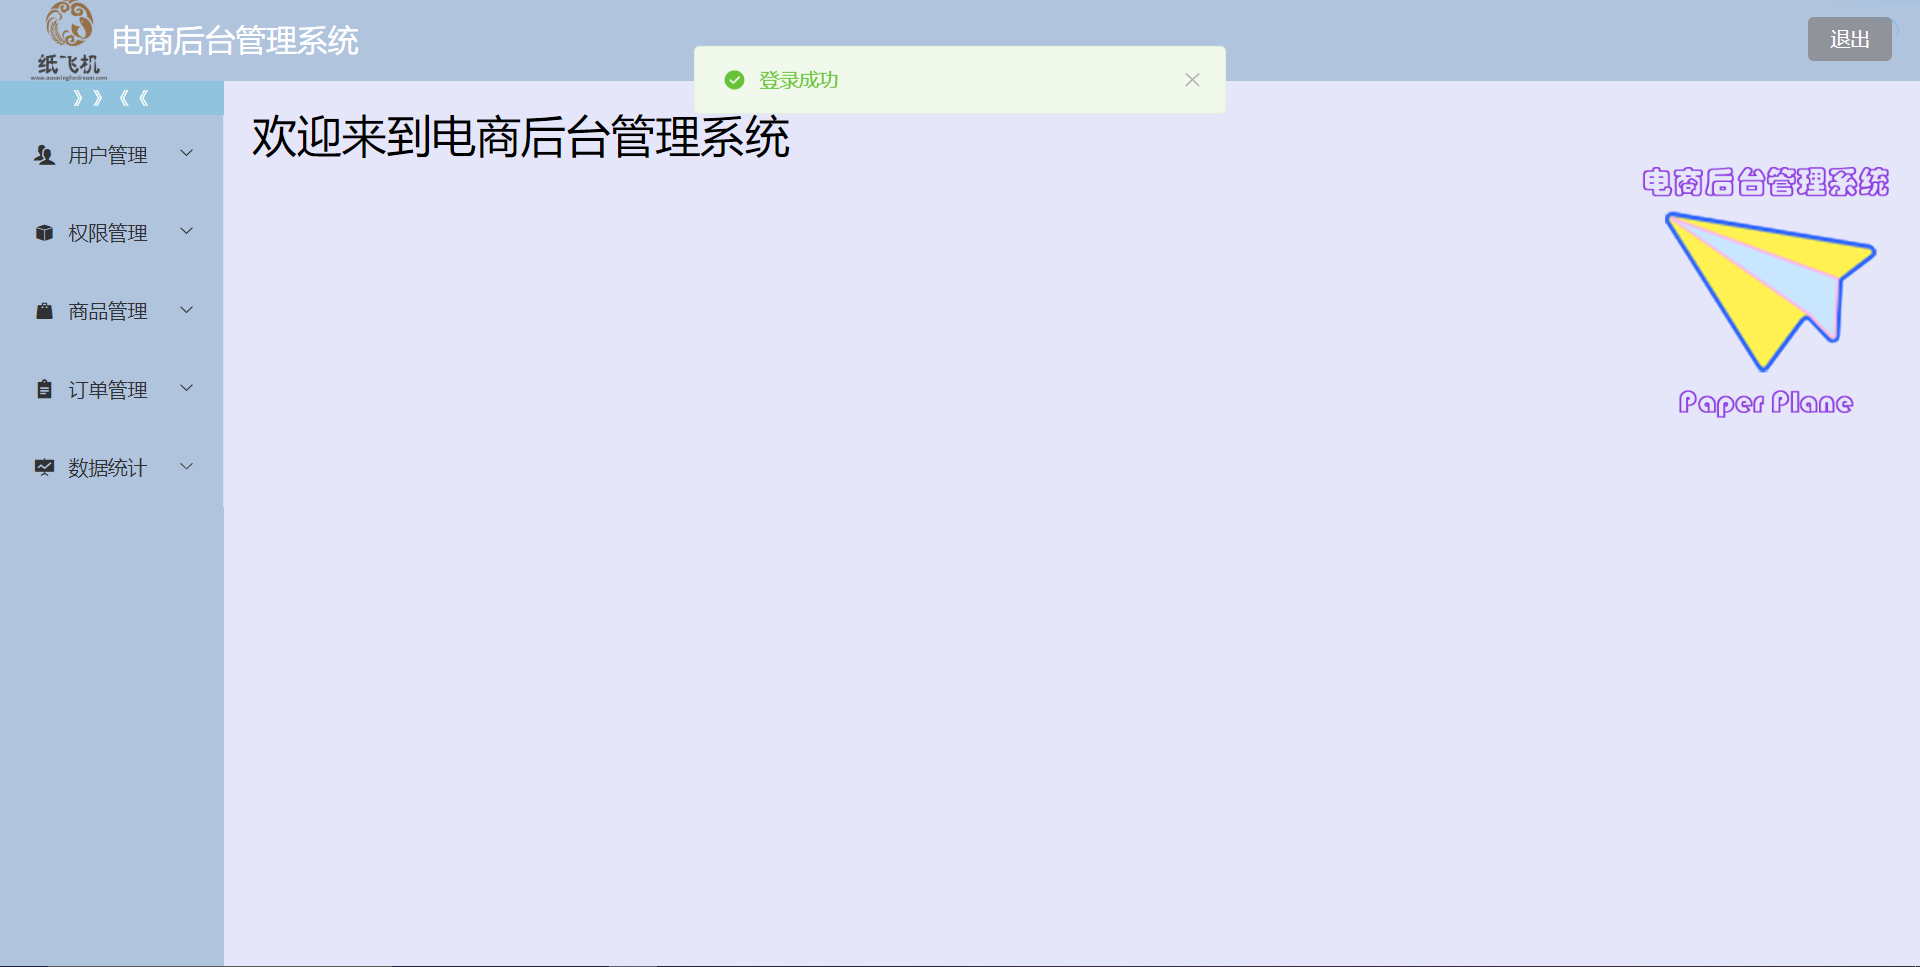 纸飞机
www.asoaringfordream.com
电商后台管理系统
退出
登录成功
》》《《
欢迎来到电商后台管理系统
用户管理
权限管理
商品管理
订单管理
数据统计
电商后台管理系统
Paper Plane